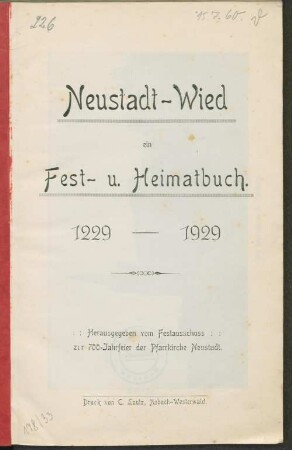 226
Neustadt-Wied
ein
Fest- u. Heimatbuch.
1229 — 1929
: : Herausgegeben vom Festausschuss : :
zur 700-Jahrfeier der Pfarrkirche Neustadt.
Druck von C. Asbach-Westerwald.